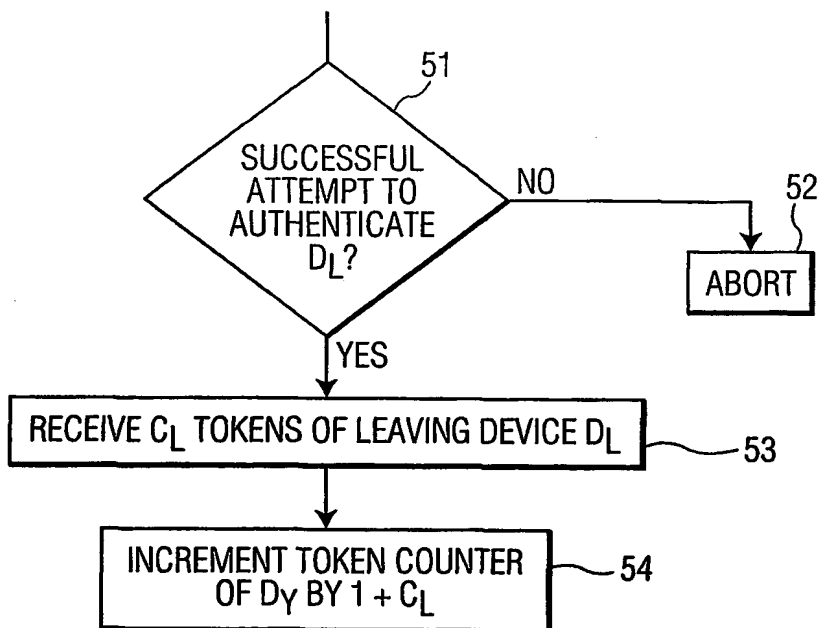 51
SUCCESSFUL
ATTEMPT TO
AUTHENTICATE
DL?
NO
52
ABORT
YES
RECEIVE CL TOKENS OF LEAVING DEVICE DL
53
INCREMENT TOKEN COUNTER
OF DY BY 1 + CL
54